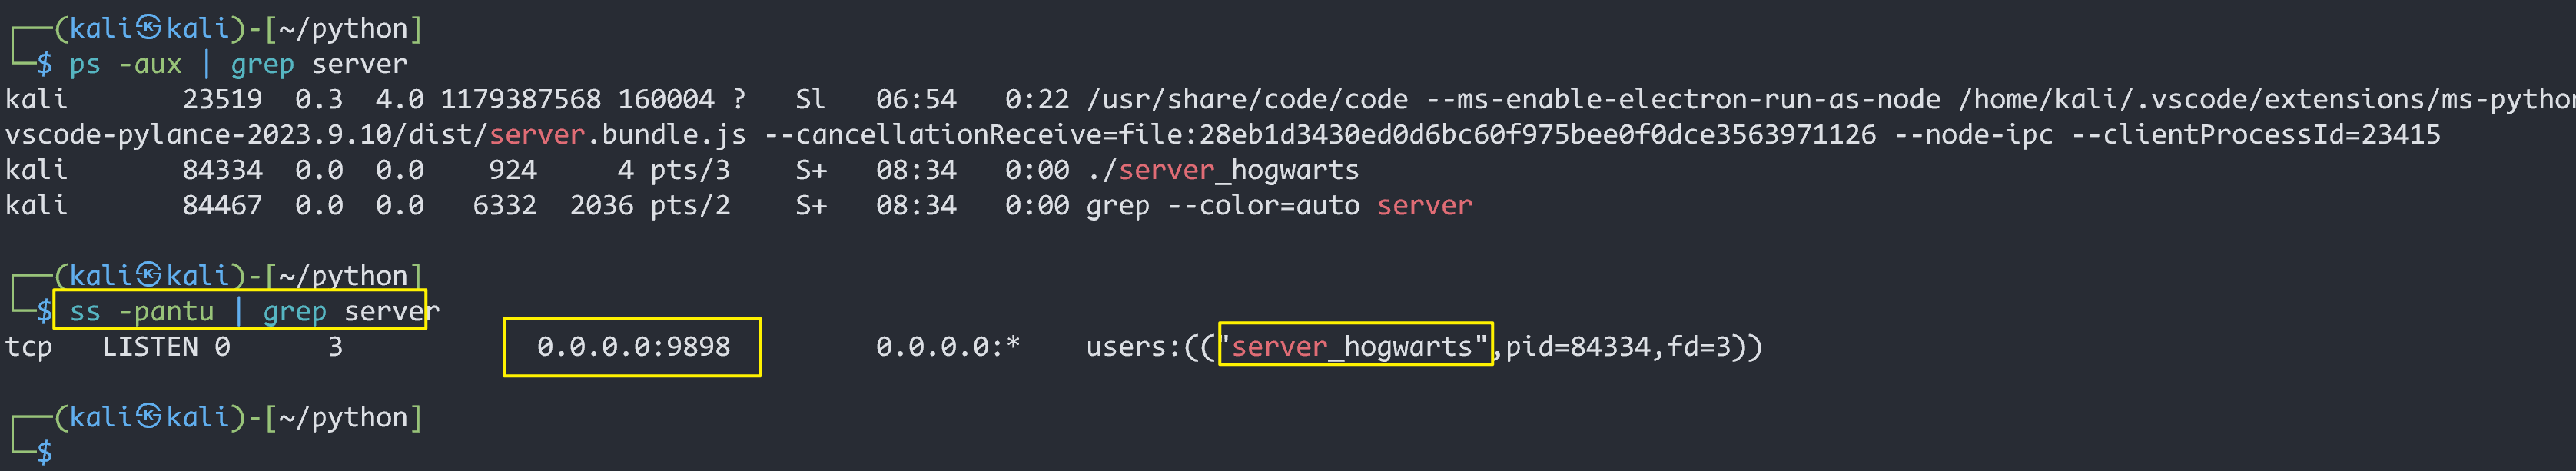 ┌──(kali㉿kali)-[~/python]
└─$ ps -aux | grep server
kali       23519  0.3  4.0 1179387568 160004 ?   Sl   06:54   0:22 /usr/share/code/code --ms-enable-electron-run-as-node /home/kali/.vscode/extensions/ms-python
vscode-pylance-2023.9.10/dist/server.bundle.js --cancellationReceive=file:28eb1d3430ed0d6bc60f975bee0f0dce3563971126 --node-ipc --clientProcessId=23415
kali       84334  0.0  0.0    924     4 pts/3    S+   08:34   0:00 ./server_hogwarts
kali       84467  0.0  0.0   6332  2036 pts/2    S+   08:34   0:00 grep --color=auto server
┌──(kali㉿kali)-[~/python]
└─$ ss -pantu | grep server
tcp   LISTEN 0      3            0.0.0.0:9898         0.0.0.0:*    users:(("server_hogwarts",pid=84334,fd=3))
┌──(kali㉿kali)-[~/python]
└─$